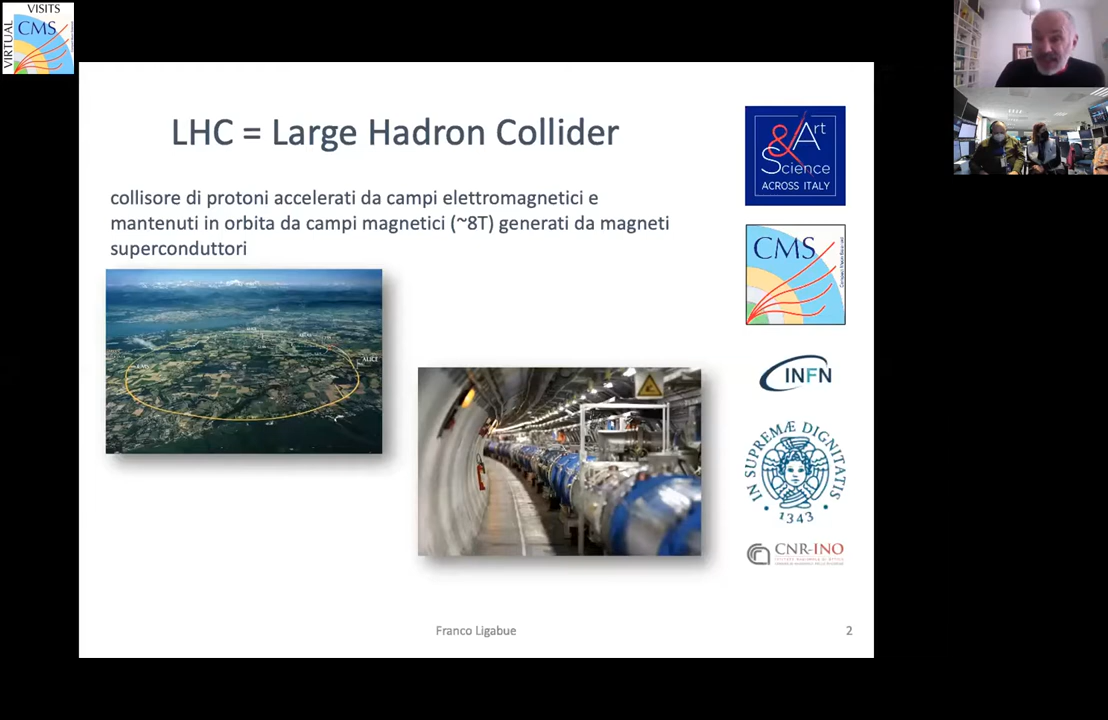 VISITS
VIRTUAL
CMS
LHC = Large Hadron Collider
collisore di protoni accelerati da campi elettromagnetici e
mantenuti in orbita da campi magnetici (~8T) generati da magneti
superconduttori
ALICE
Art
&
Science
ACROSS ITALY
CMS
INFN
IN SUPREMÆ DIGNITATIS
• 1343 •
CNR-INO
Franco Ligabue
2